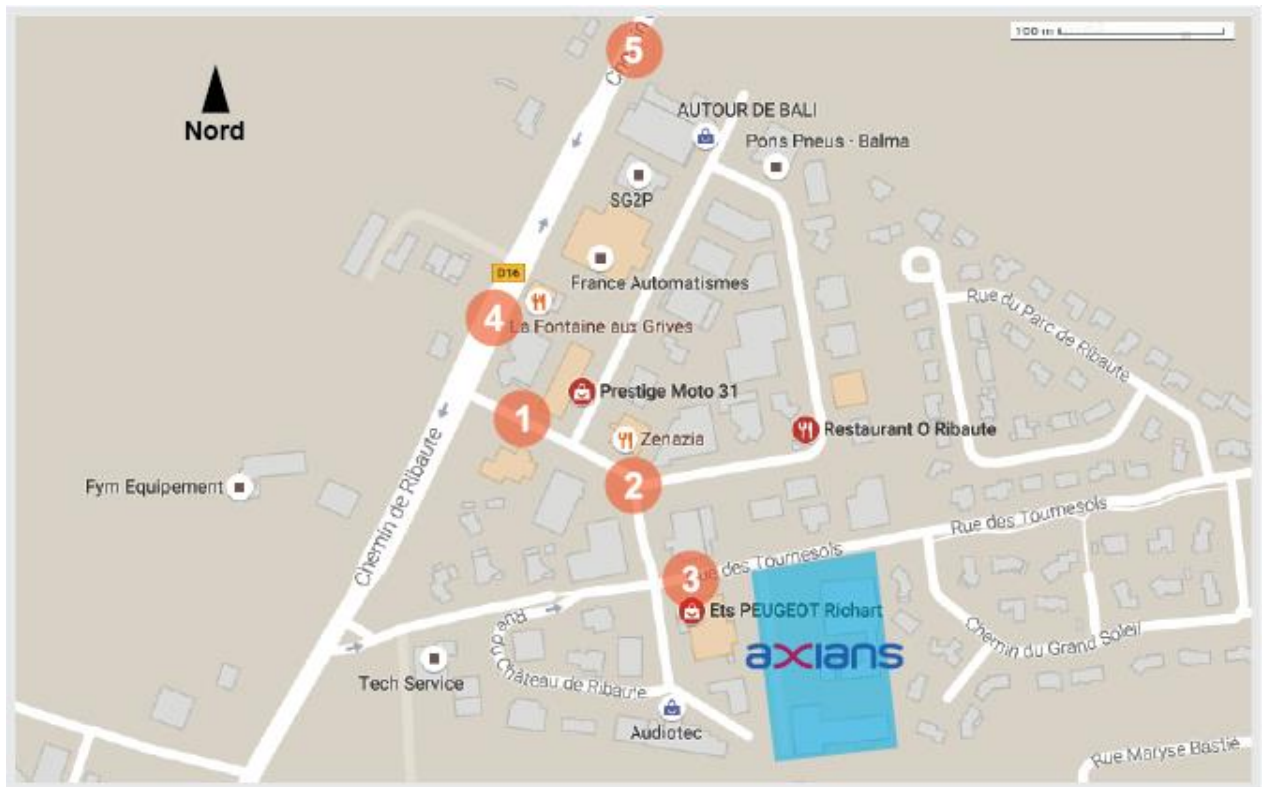 5
Chemin
100 m
Nord
AUTOUR DE BALI
Pons Pneus - Balma
SG2P
D16
France Automatismes
4
La Fontaine aux Grives
Rue du Parc de Ribaute
Prestige Moto 31
1
Zenazia
Restaurant O Ribaute
2
Fym Equipement
Chemin de Ribaute
Rue des Tournesols
3
Rue des Tournesols
Ets PEUGEOT Richart
Rue du Château de Ribaute
axians
Chemin du Grand Soleil
Tech Service
Audiotec
Rue Maryse Bastié